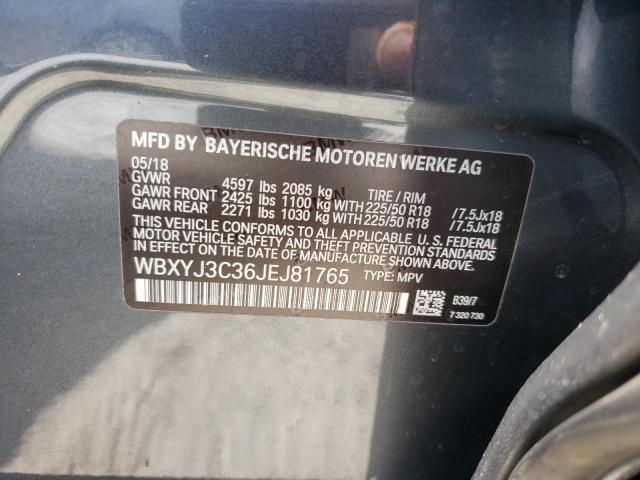 MFD BY BAYERISCHE MOTOREN WERKE AG
05/18
GVWR 4597 lbs 2085 kg TIRE / RIM
GAWR FRONT 2425 lbs 1100 kg WITH 225/50 R18 /7.5Jx18
GAWR REAR 2271 lbs 1030 kg WITH 225/50 R18 /7.5Jx18
THIS VEHICLE CONFORMS TO ALL APPLICABLE U.S. FEDERAL
MOTOR VEHICLE SAFETY AND THEFT PREVENTION STANDARDS
IN EFFECT ON THE DATE OF MANUFACTURE SHOWN ABOVE.
WBXYJ3C36JEJ81765 TYPE: MPV
B39/7
7 320 730